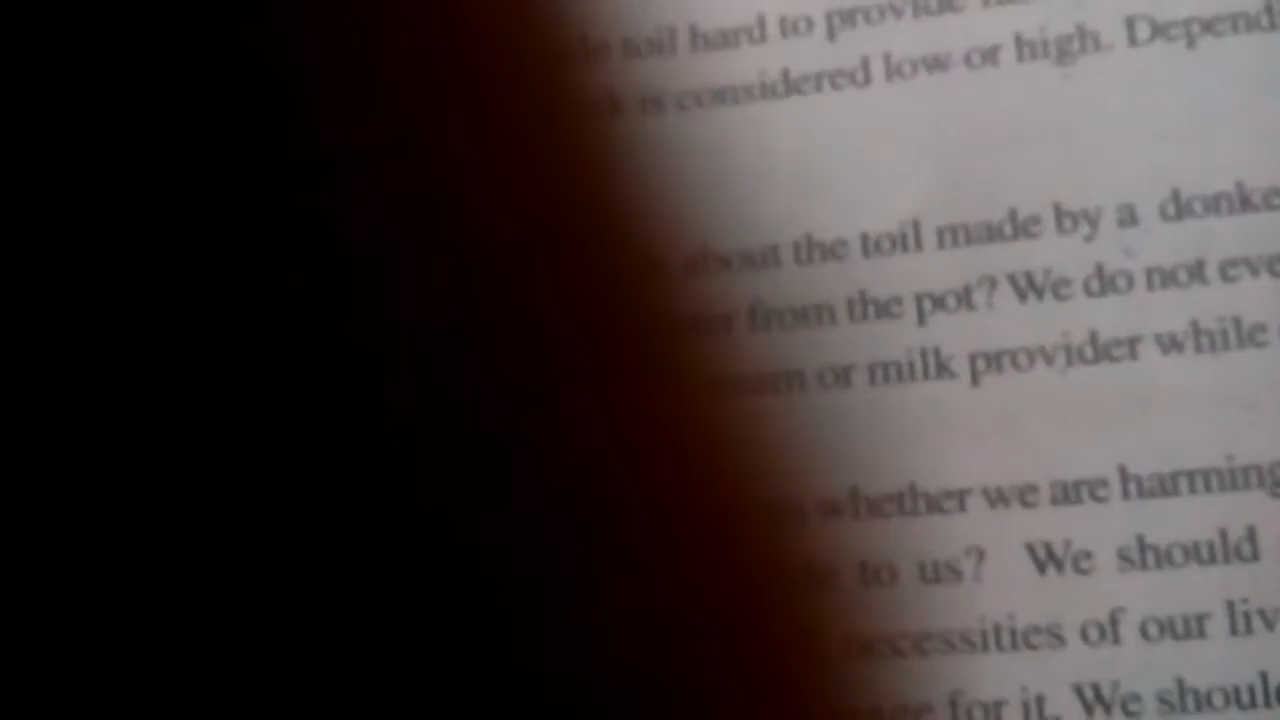 toil hard to provide
is considered low or high. Depend
about the toil made by a donke
from the pot? We do not eve
or milk provider while
whether we are harming
to us? We should
necessities of our liv
for it. We shoul